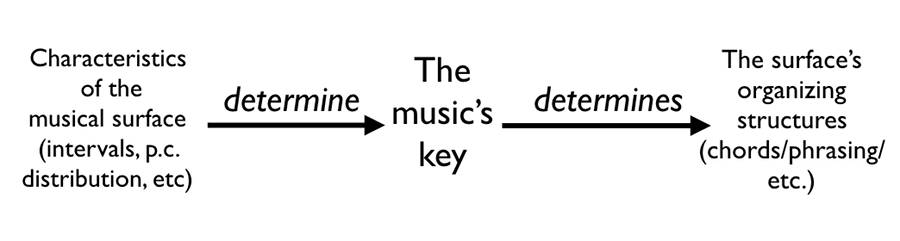 Characteristics
of the
musical surface
(intervals, p.c.
distribution, etc)
determine
The
music's
key
determines
The surface's
organizing
structures
(chords/phrasing/
etc.)